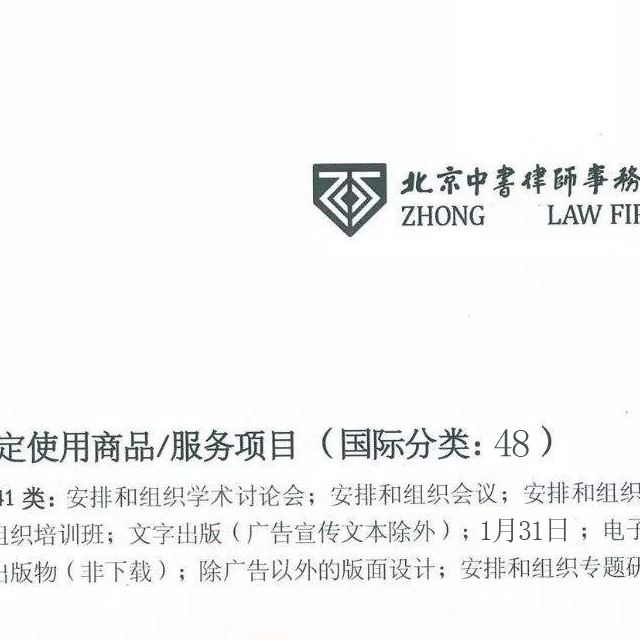 北京中書律師事務
ZHONG LAW FIR
定使用商品/服务项目（国际分类：48）
41类：安排和组织学术讨论会；安排和组织会议；安排和组织
组织培训班；文字出版（广告宣传文本除外）；1月31日；电子
出版物（非下载）；除广告以外的版面设计；安排和组织专题研